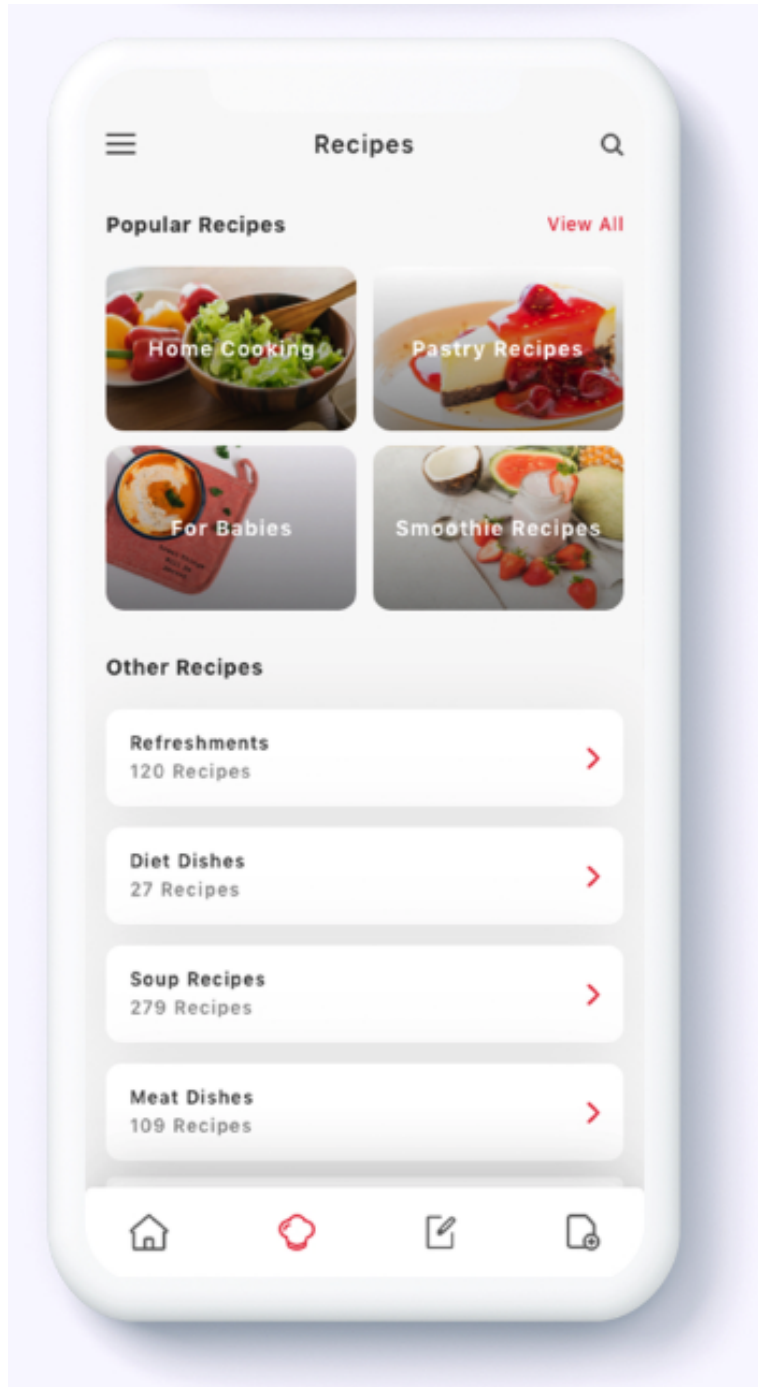 Recipes
Popular Recipes
View All
Home Cooking
Pastry Recipes
For Babies
Smoothie Recipes
Other Recipes
Refreshments
120 Recipes
Diet Dishes
27 Recipes
Soup Recipes
279 Recipes
Meat Dishes
109 Recipes